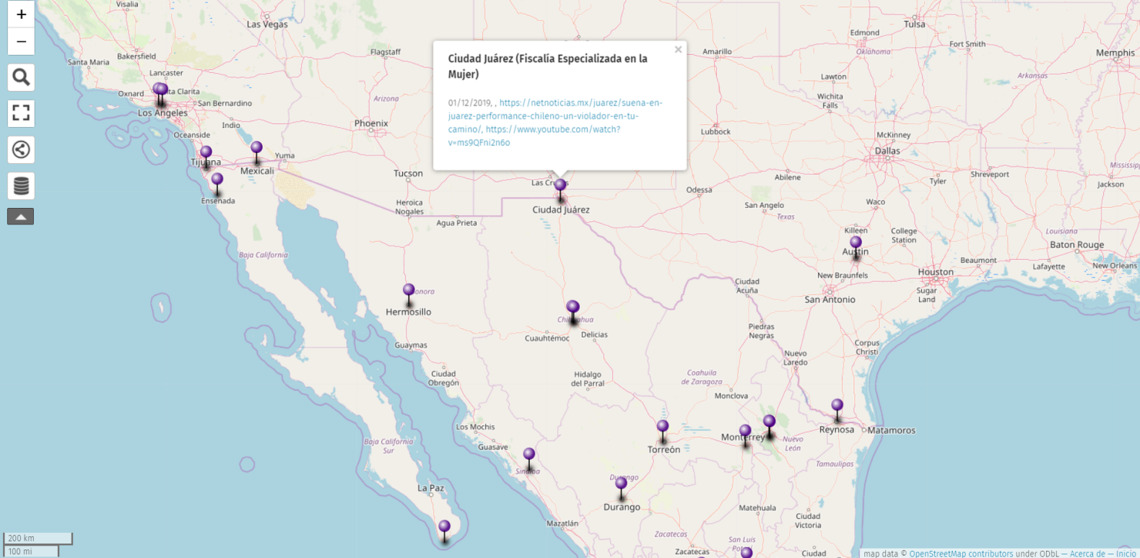 Visalia
Las Vegas
Bakersfield
Flagstaff
Amarillo
Edmond
Tulsa
Oklahoma
Fort Smith
Memphis
Santa Maria
Lancaster
Oxnard
Santa Clarita
San Bernardino
Los Angeles
Arizona
Lawton
Arkansas
Wichita
Falls
Oceanside
Indio
Phoenix
Lubbock
McKinney
Dallas
Mississippi
Tijuana
Mexicali
Yuma
Tucson
Las Cruces
Odessa
Abilene
Tyler
Shreveport
Jackson
Ensenada
Heroica
Nogales
Agua Prieta
Ciudad Juárez
San Angelo
Texas
Waco
Killeen
College
Station
Louisiana
Baton Rouge
Baja California
Austin
Beaumont
Lafayette
New Orleans
New Braunfels
Houston
Sugar
Land
Ciudad
Acuña
San Antonio
Sonora
Hermosillo
Chihuahua
Cuauhtémoc
Delicias
Piedras
Negras
Guaymas
Corpus
Christi
Nuevo
Laredo
Ciudad
Obregón
Hidalgo
del Parral
Coahuila
de Zaragoza
Monclova
Los Mochis
Guasave
Torreón
Monterrey
Nuevo
León
Reynosa
Matamoros
Baja California
Sur
Sinaloa
Tamaulipas
Durango
Durango
La Paz
Mazatlán
Matehuala
Ciudad
Victoria
Zacatecas
Zacatecas
San Luis
Potosí
Ciudad Juárez (Fiscalía Especializada en la
Mujer)
×
01/12/2019, , https://netnoticias.mx/juarez/suena-en-
juarez-performance-chileno-un-violador-en-tu-
camino/, https://www.youtube.com/watch?
v=ms9QFni2n6o
+
−
200 km
100 mi
map data © OpenStreetMap contributors under ODbL — Acerca de — Inicio